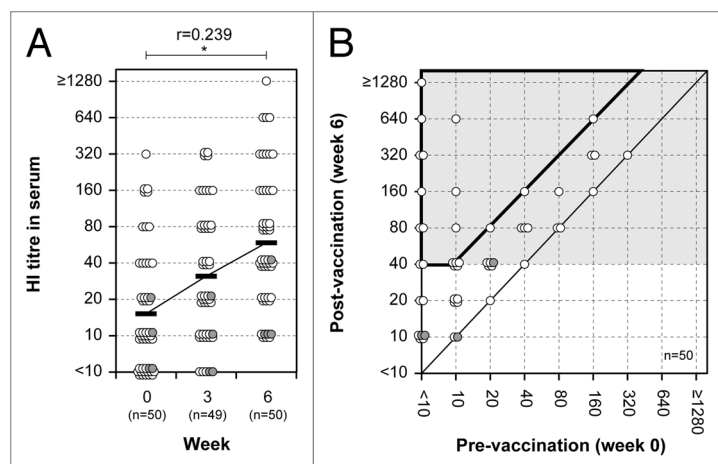 A
r=0.239
*
HI titre in serum
≥1280
640
320
160
80
40
20
10
<10
0 3 6
(n=50) (n=49) (n=50)
Week
B
Post-vaccination (week 6)
≥1280
640
320
160
80
40
20
10
<10
n=50
<10 10 20 40 80 160 320 640 ≥1280
Pre-vaccination (week 0)